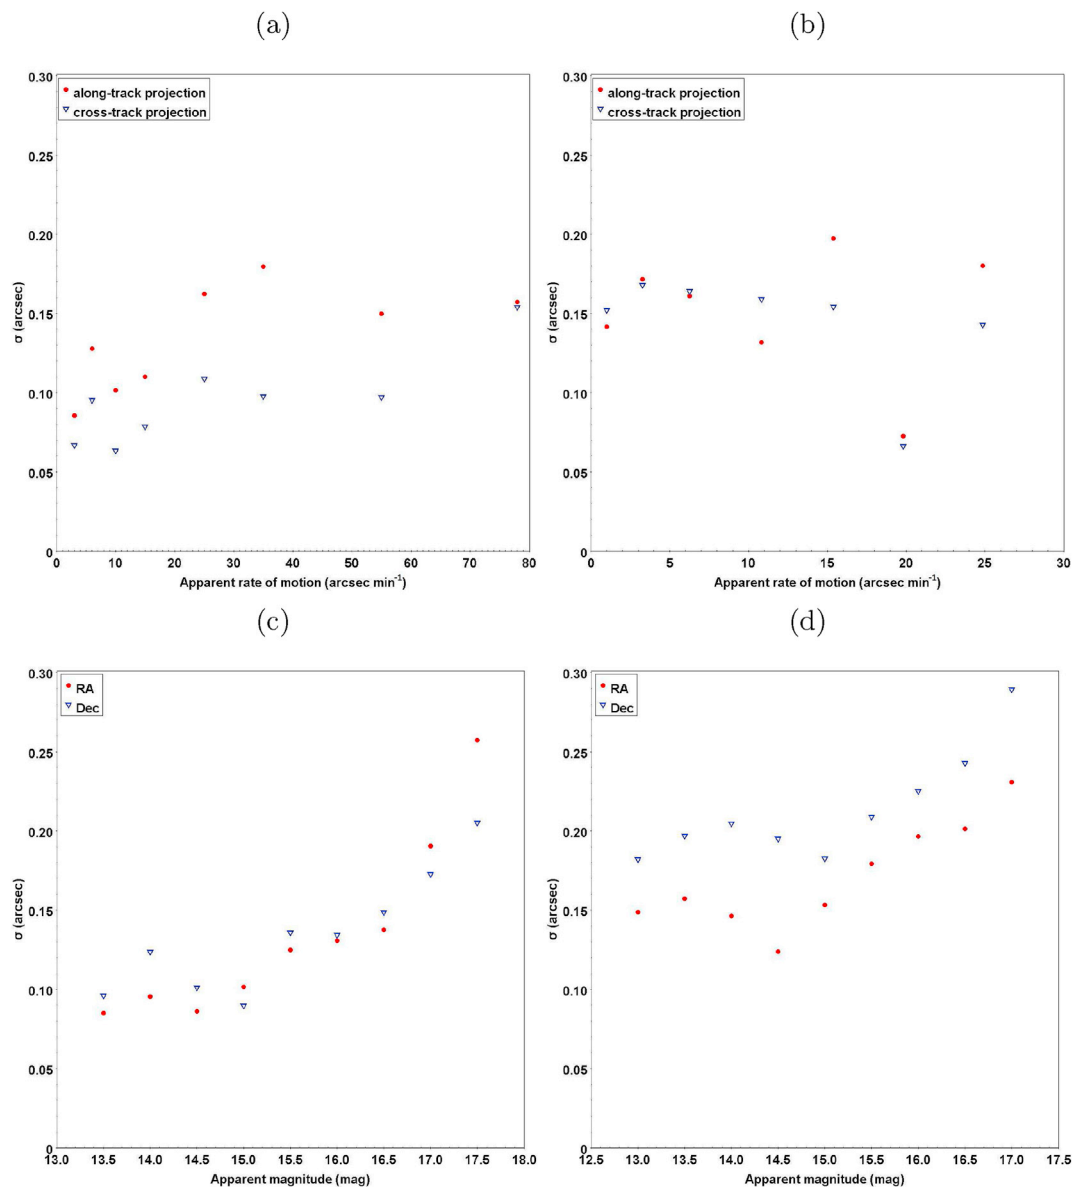 (a)
0.30
0.25
0.20
0.15
0.10
0.05
0
σ (arcsec)
along-track projection
cross-track projection
0 10 20 30 40 50 60 70 80
Apparent rate of motion (arcsec min⁻¹)
(b)
0.30
0.25
0.20
0.15
0.10
0.05
0
σ (arcsec)
along-track projection
cross-track projection
0 5 10 15 20 25 30
Apparent rate of motion (arcsec min⁻¹)
(c)
0.30
0.25
0.20
0.15
0.10
0.05
0
σ (arcsec)
RA
Dec
13.0 13.5 14.0 14.5 15.0 15.5 16.0 16.5 17.0 17.5 18.0
Apparent magnitude (mag)
(d)
0.30
0.25
0.20
0.15
0.10
0.05
0
σ (arcsec)
RA
Dec
12.5 13.0 13.5 14.0 14.5 15.0 15.5 16.0 16.5 17.0 17.5
Apparent magnitude (mag)